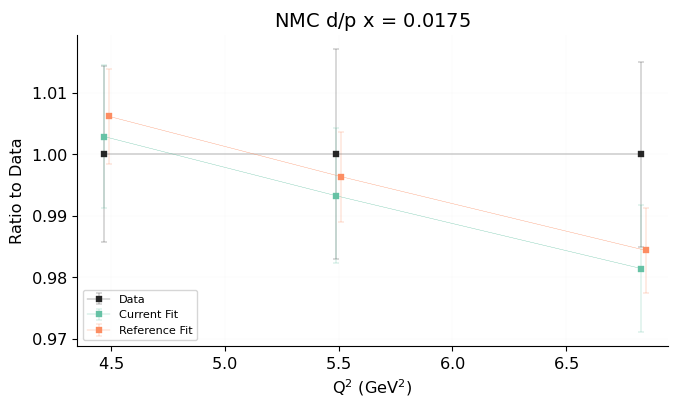 NMC d/p x = 0.0175
Ratio to Data
1.01
1.00
0.99
0.98
0.97
Data
Current Fit
Reference Fit
4.5 5.0 5.5 6.0 6.5
Q² (GeV²)